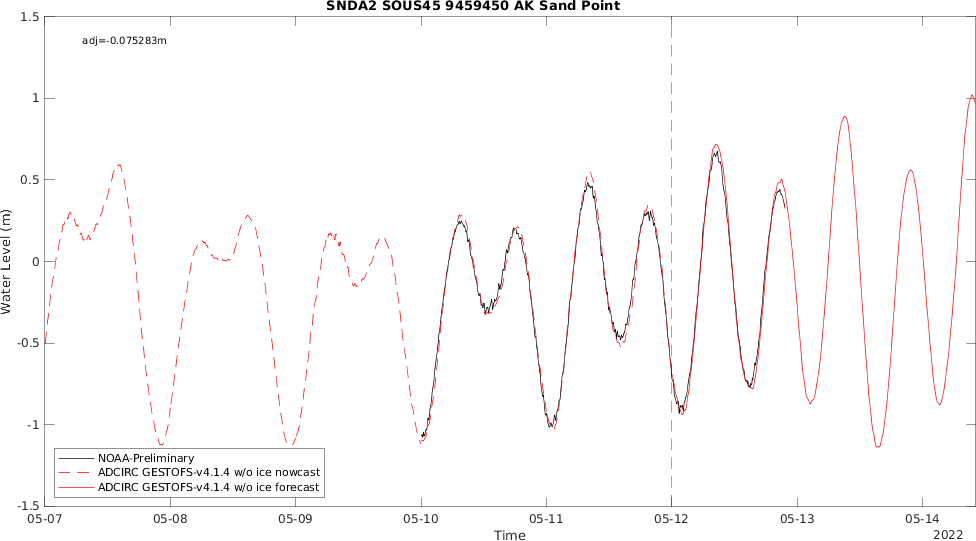 SNDA2 SOUS45 9459450 AK Sand Point
1.5
adj=-0.075283m
1
0.5
0
-0.5
-1
-1.5
Water Level (m)
NOAA-Preliminary
ADCIRC GESTOFS-v4.1.4 w/o ice nowcast
ADCIRC GESTOFS-v4.1.4 w/o ice forecast
05-07 05-08 05-09 05-10 05-11 05-12 05-13 05-14
Time
2022